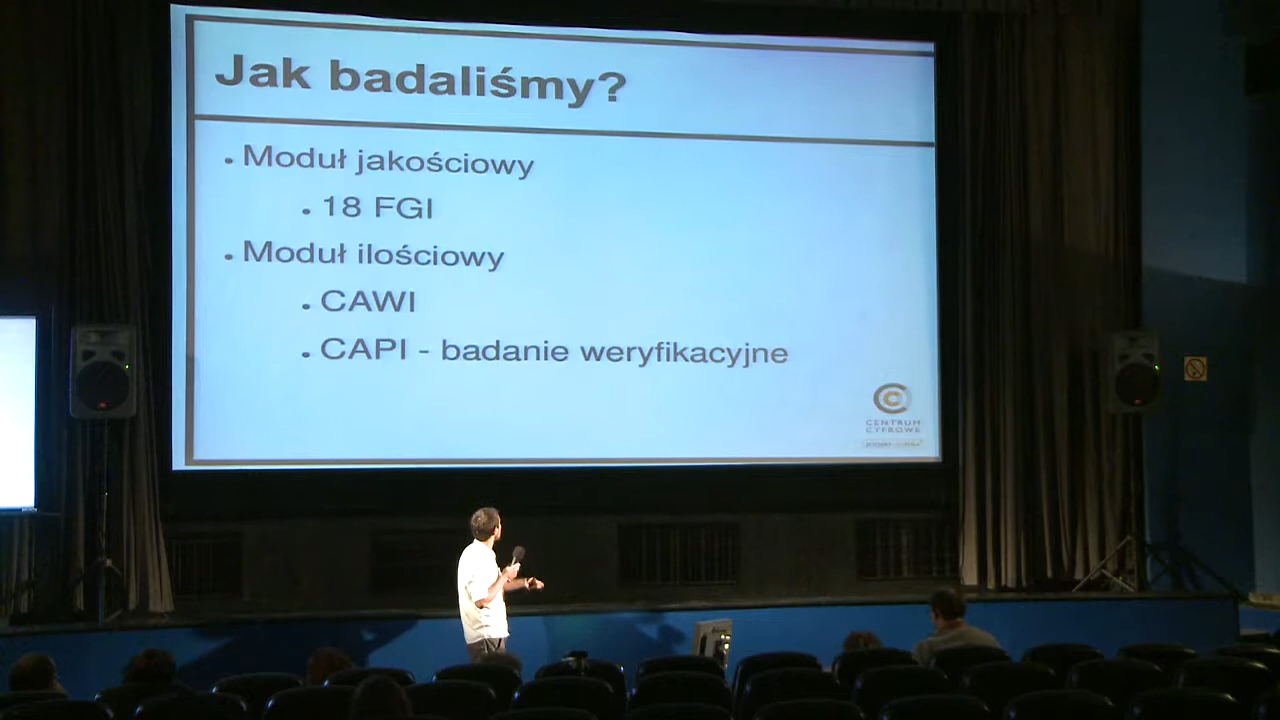 Jak badaliśmy?
• Moduł jakościowy
• 18 FGI
• Moduł ilościowy
• CAWI
• CAPI - badanie weryfikacyjne
CENTRUM
CYFROWE